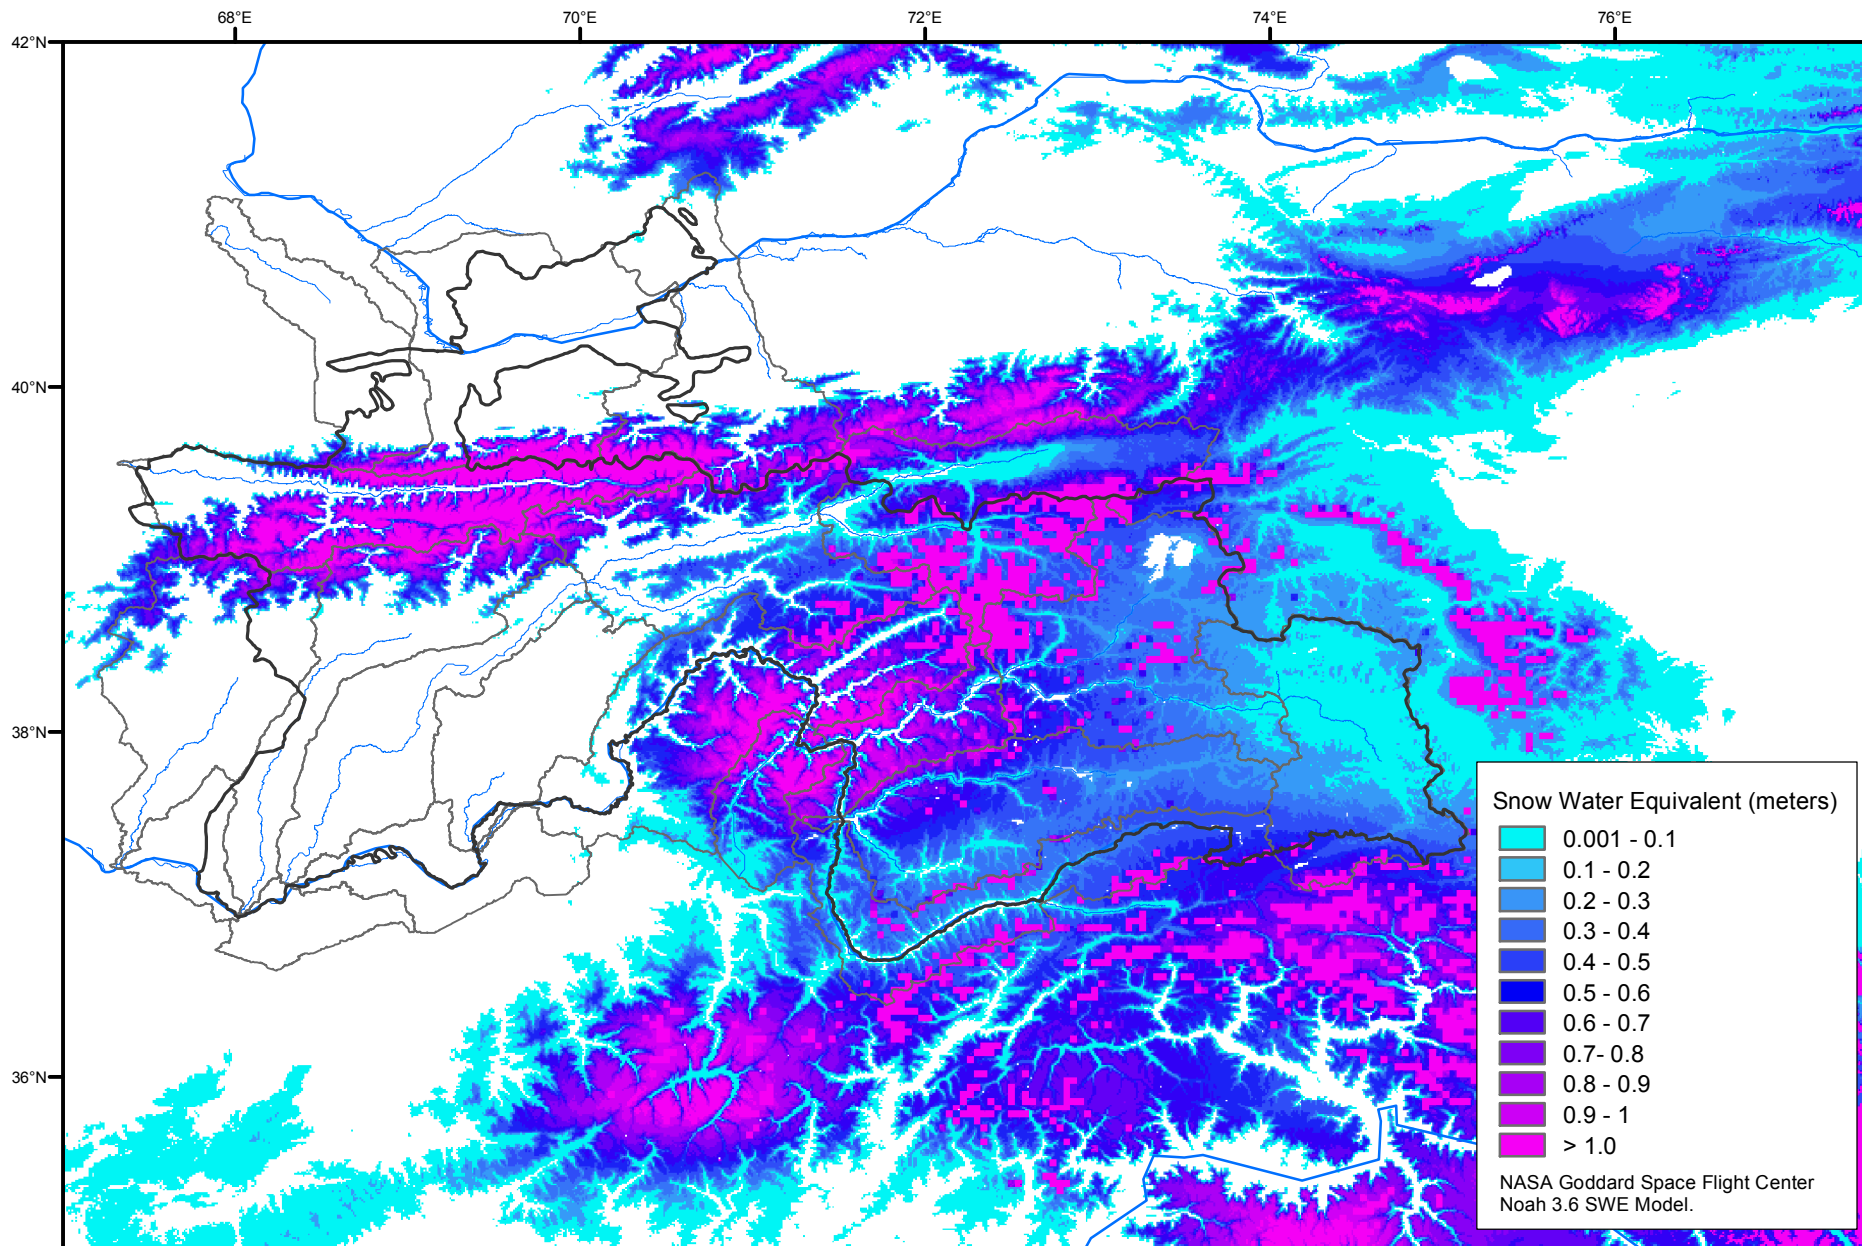 68°E
70°E
72°E
74°E
76°E
42°N
40°N
38°N
36°N
Snow Water Equivalent (meters)
0.001 - 0.1
0.1 - 0.2
0.2 - 0.3
0.3 - 0.4
0.4 - 0.5
0.5 - 0.6
0.6 - 0.7
0.7- 0.8
0.8 - 0.9
0.9 - 1
> 1.0
NASA Goddard Space Flight Center
Noah 3.6 SWE Model.